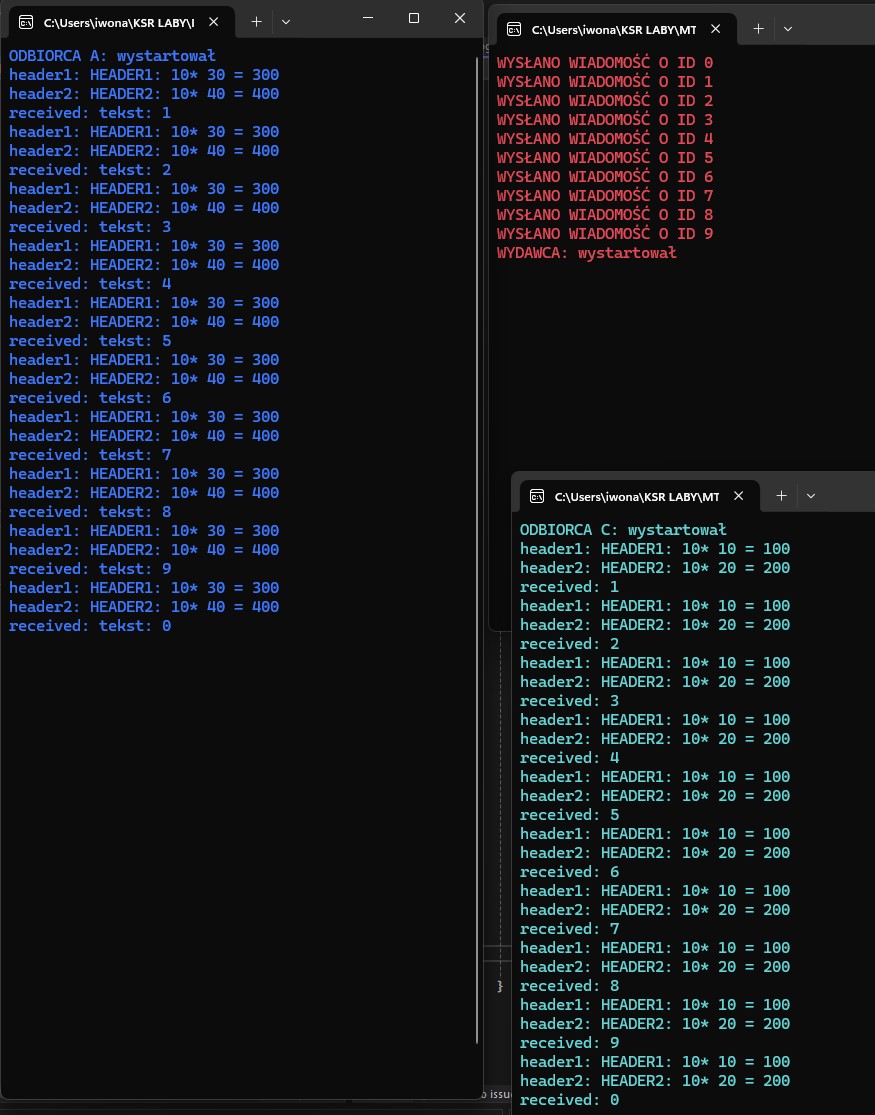 C:\Users\iwona\KSR LABY\I
ODBIORCA A: wystartował
header1: HEADER1: 10* 30 = 300
header2: HEADER2: 10* 40 = 400
received: tekst: 1
header1: HEADER1: 10* 30 = 300
header2: HEADER2: 10* 40 = 400
received: tekst: 2
header1: HEADER1: 10* 30 = 300
header2: HEADER2: 10* 40 = 400
received: tekst: 3
header1: HEADER1: 10* 30 = 300
header2: HEADER2: 10* 40 = 400
received: tekst: 4
header1: HEADER1: 10* 30 = 300
header2: HEADER2: 10* 40 = 400
received: tekst: 5
header1: HEADER1: 10* 30 = 300
header2: HEADER2: 10* 40 = 400
received: tekst: 6
header1: HEADER1: 10* 30 = 300
header2: HEADER2: 10* 40 = 400
received: tekst: 7
header1: HEADER1: 10* 30 = 300
header2: HEADER2: 10* 40 = 400
received: tekst: 8
header1: HEADER1: 10* 30 = 300
header2: HEADER2: 10* 40 = 400
received: tekst: 9
header1: HEADER1: 10* 30 = 300
header2: HEADER2: 10* 40 = 400
received: tekst: 0
C:\Users\iwona\KSR LABY\MT
WYSŁANO WIADOMOŚĆ O ID 0
WYSŁANO WIADOMOŚĆ O ID 1
WYSŁANO WIADOMOŚĆ O ID 2
WYSŁANO WIADOMOŚĆ O ID 3
WYSŁANO WIADOMOŚĆ O ID 4
WYSŁANO WIADOMOŚĆ O ID 5
WYSŁANO WIADOMOŚĆ O ID 6
WYSŁANO WIADOMOŚĆ O ID 7
WYSŁANO WIADOMOŚĆ O ID 8
WYSŁANO WIADOMOŚĆ O ID 9
WYDAWCA: wystartował
C:\Users\iwona\KSR LABY\MT
ODBIORCA C: wystartował
header1: HEADER1: 10* 10 = 100
header2: HEADER2: 10* 20 = 200
received: 1
header1: HEADER1: 10* 10 = 100
header2: HEADER2: 10* 20 = 200
received: 2
header1: HEADER1: 10* 10 = 100
header2: HEADER2: 10* 20 = 200
received: 3
header1: HEADER1: 10* 10 = 100
header2: HEADER2: 10* 20 = 200
received: 4
header1: HEADER1: 10* 10 = 100
header2: HEADER2: 10* 20 = 200
received: 5
header1: HEADER1: 10* 10 = 100
header2: HEADER2: 10* 20 = 200
received: 6
header1: HEADER1: 10* 10 = 100
header2: HEADER2: 10* 20 = 200
received: 7
header1: HEADER1: 10* 10 = 100
header2: HEADER2: 10* 20 = 200
received: 8
header1: HEADER1: 10* 10 = 100
header2: HEADER2: 10* 20 = 200
received: 9
header1: HEADER1: 10* 10 = 100
header2: HEADER2: 10* 20 = 200
received: 0
}